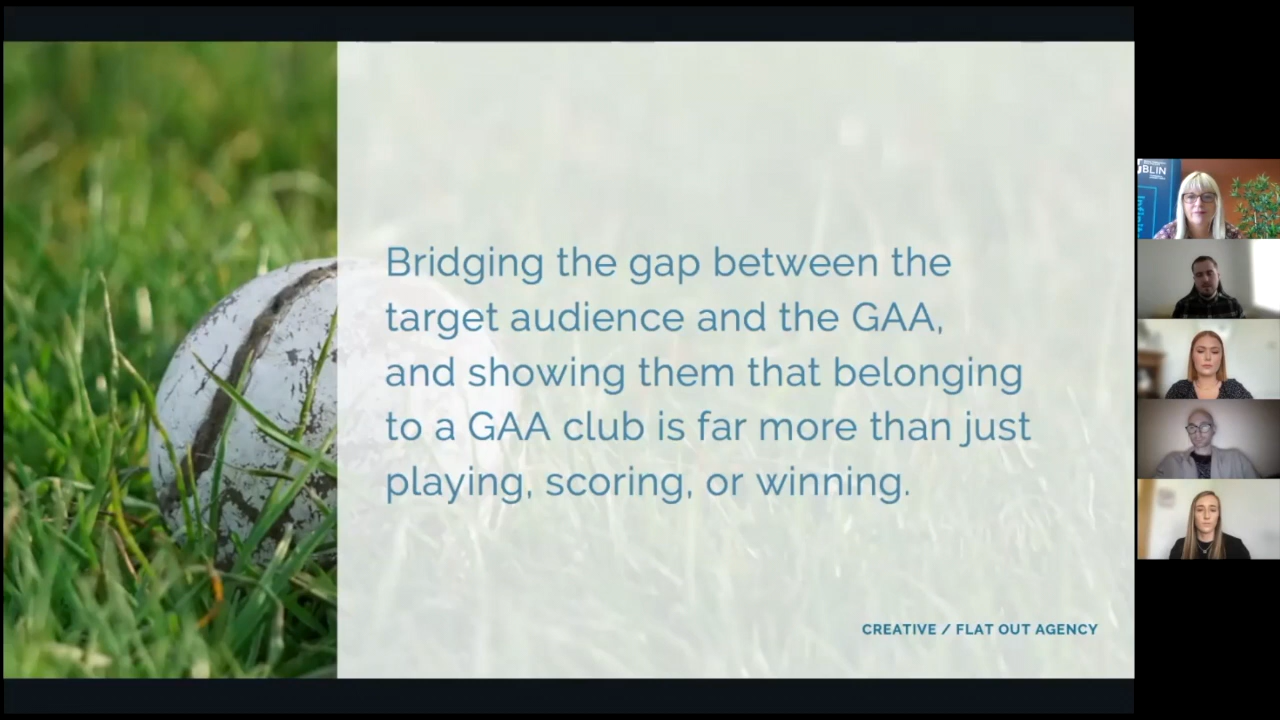 Bridging the gap between the
target audience and the GAA,
and showing them that belonging
to a GAA club is far more than just
playing, scoring, or winning.
CREATIVE / FLAT OUT AGENCY
BLIN